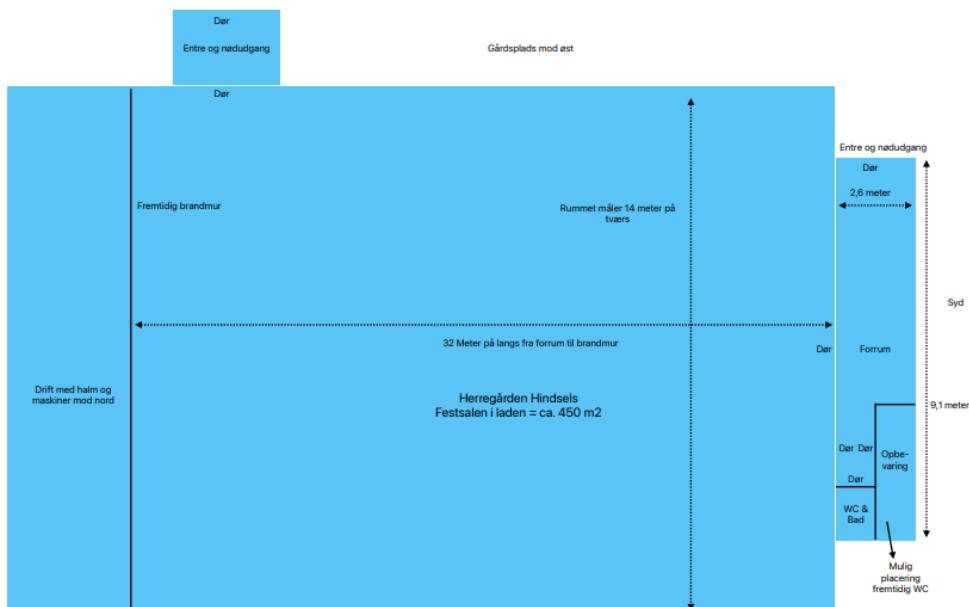 Dør
Entre og nødudgang
Gårdsplads mod øst
Dør
Entre og nødudgang
Dør
2,6 meter
Fremtidig brandmur
Rummet måler 14 meter på
tværs
Syd
32 Meter på langs fra forrum til brandmur
Dør
Forrum
Drift med halm og
maskiner mod nord
Herregården Hindsels
Festsalen i laden = ca. 450 m2
9,1 meter
Dør Dør
Opbe-
varing
Dør
WC &
Bad
Mulig
placering
fremtidig WC